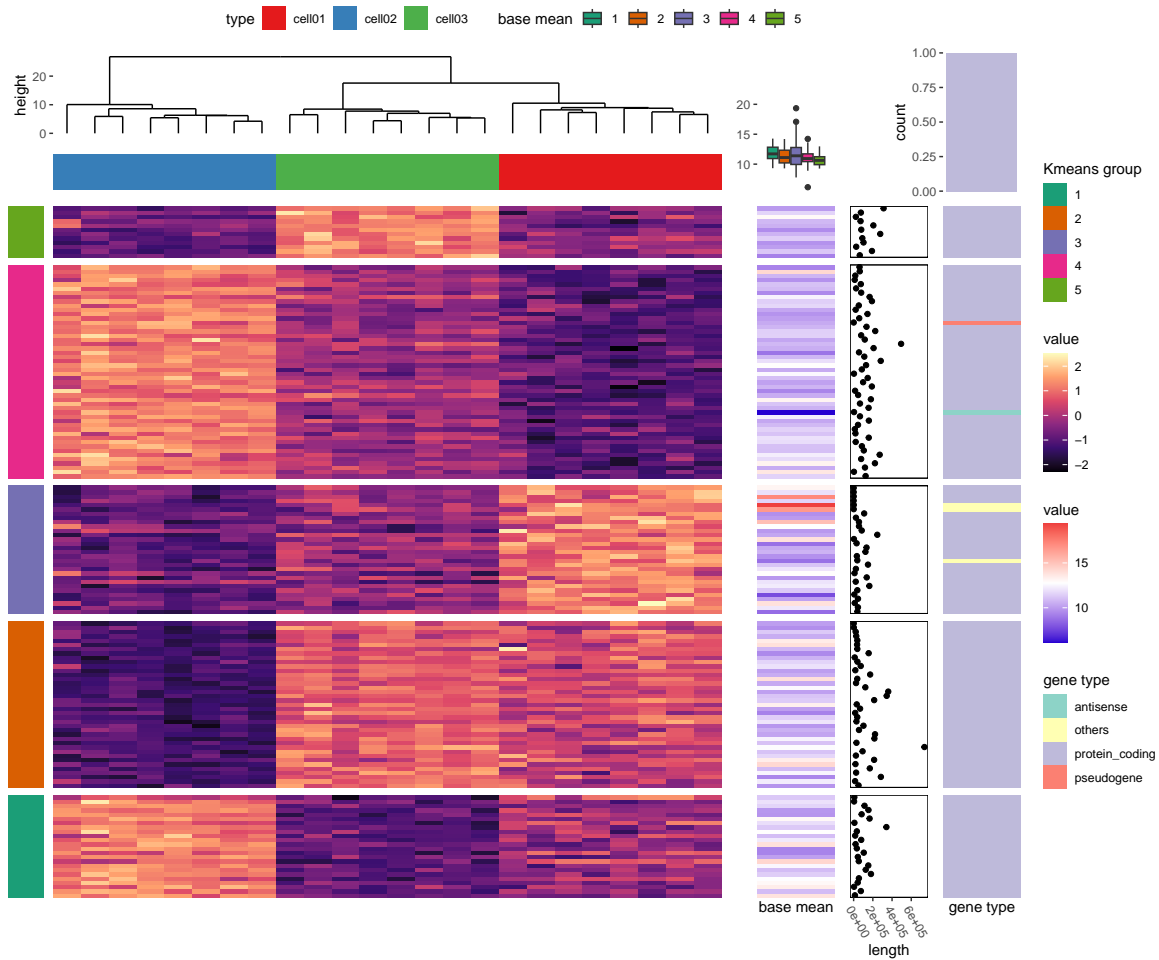 type cell01 cell02 cell03 base mean 1 2 3 4 5
height
20
10
0
20
15
10
count
1.00
0.75
0.50
0.25
0.00
Kmeans group
1
2
3
4
5
value
2
1
0
−1
−2
value
15
10
gene type
antisense
others
protein_coding
pseudogene
base mean
0e+00
2e+05
4e+05
6e+05
length
gene type